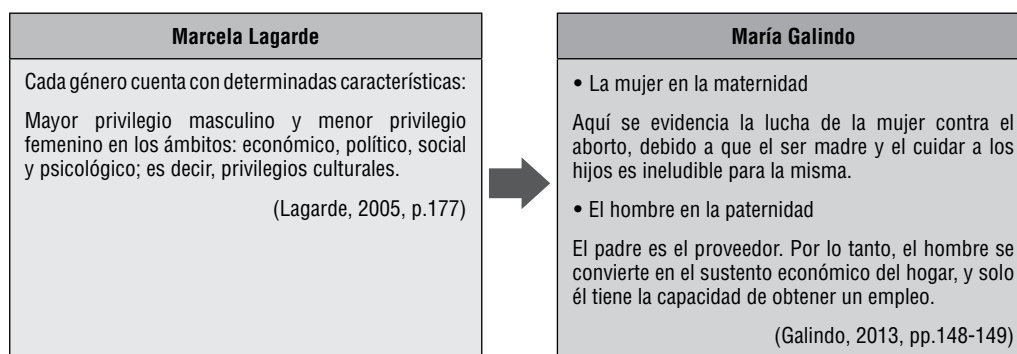 Marcela Lagarde
Cada género cuenta con determinadas características:
Mayor privilegio masculino y menor privilegio
femenino en los ámbitos: económico, político, social
y psicológico; es decir, privilegios culturales.
(Lagarde, 2005, p.177)
María Galindo
• La mujer en la maternidad
Aquí se evidencia la lucha de la mujer contra el
aborto, debido a que el ser madre y el cuidar a los
hijos es ineludible para la misma.
• El hombre en la paternidad
El padre es el proveedor. Por lo tanto, el hombre se
convierte en el sustento económico del hogar, y solo
él tiene la capacidad de obtener un empleo.
(Galindo, 2013, pp.148-149)